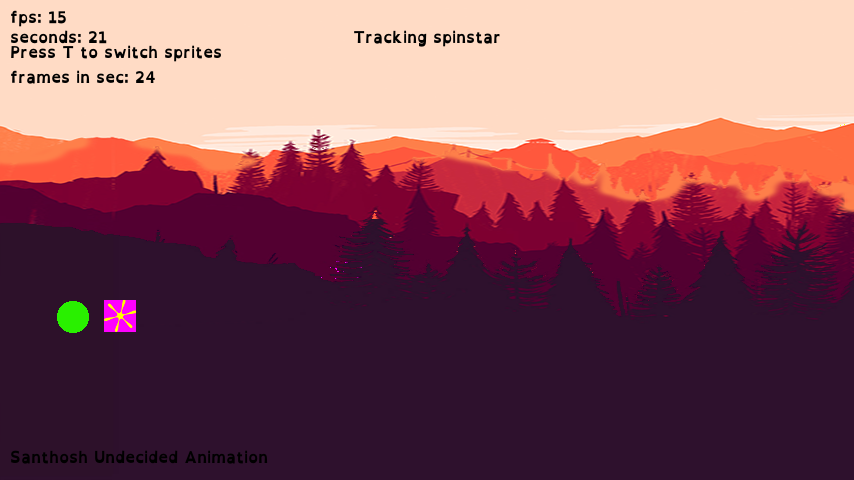 fps: 15
seconds: 21
Tracking spinstar
Press T to switch sprites
frames in sec: 24
Santhosh Undecided Animation